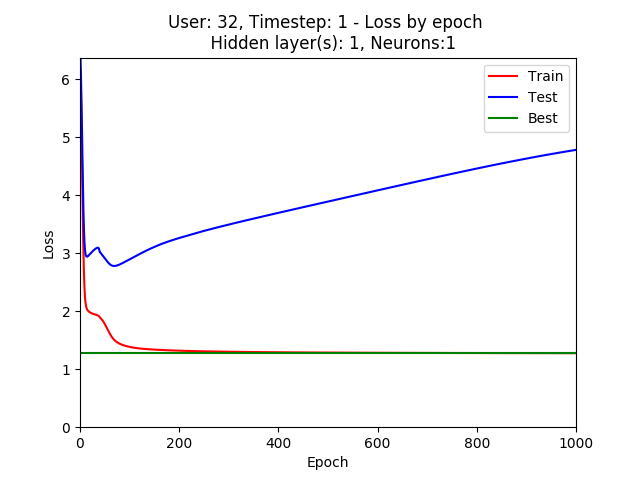 User: 32, Timestep: 1 - Loss by epoch
Hidden layer(s): 1, Neurons:1
Train
Test
Best
Loss
6
5
4
3
2
1
0
0 200 400 600 800 1000
Epoch